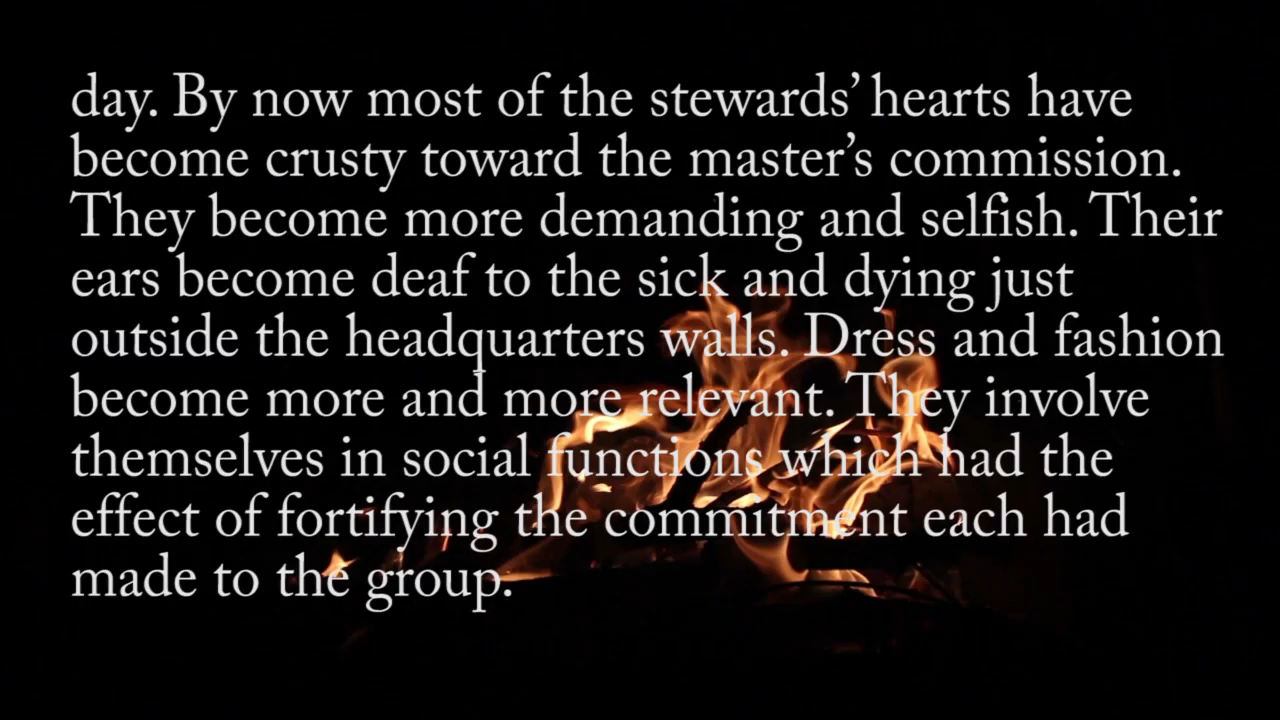 day. By now most of the stewards’ hearts have
become crusty toward the master’s commission.
They become more demanding and selfish. Their
ears become deaf to the sick and dying just
outside the headquarters walls. Dress and fashion
become more and more relevant. They involve
themselves in social functions which had the
effect of fortifying the commitment each had
made to the group.